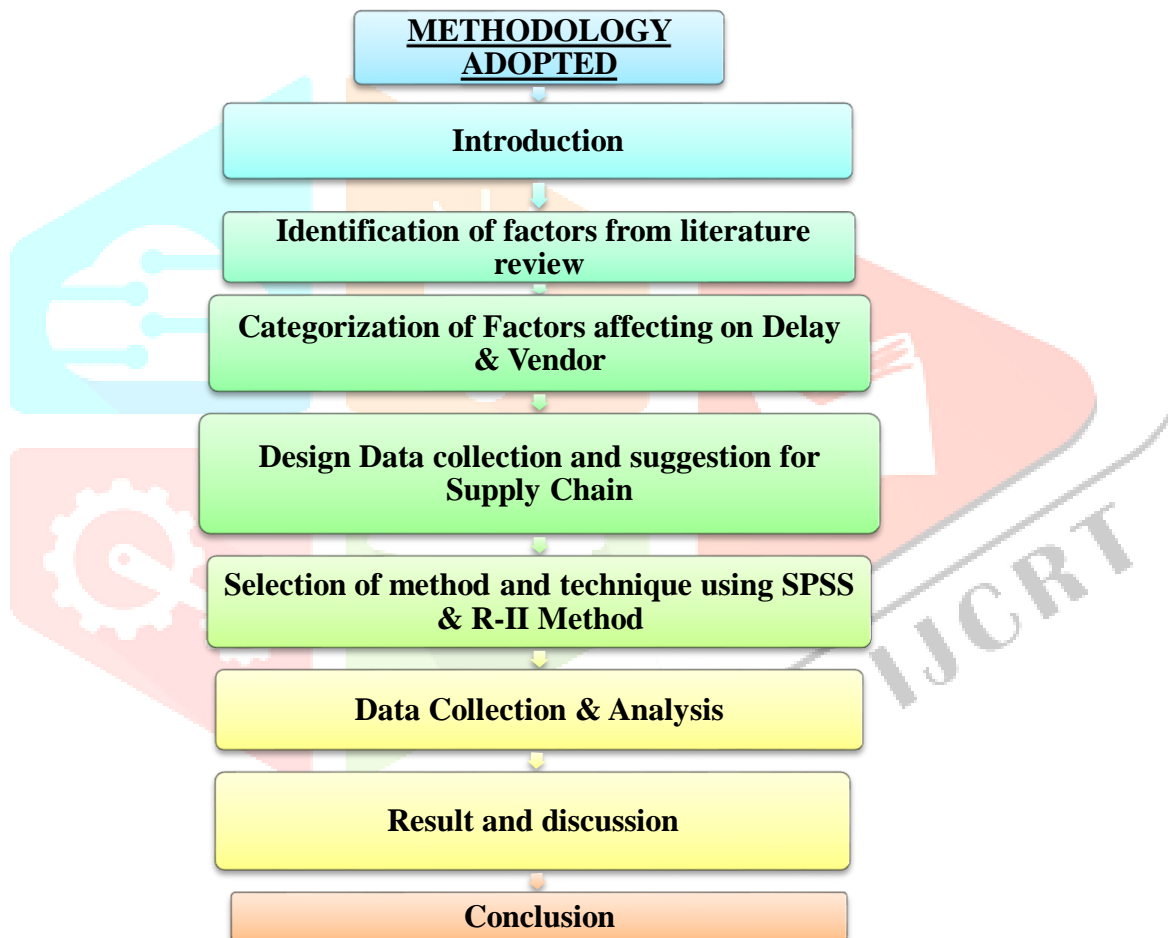 METHODOLOGY
ADOPTED
Introduction
Identification of factors from literature
review
Categorization of Factors affecting on Delay
& Vendor
Design Data collection and suggestion for
Supply Chain
Selection of method and technique using SPSS
& R-II Method
Data Collection & Analysis
Result and discussion
Conclusion
IJCRT